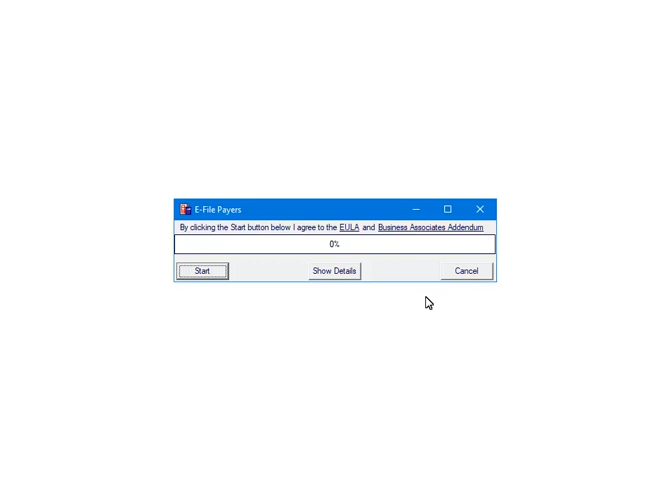 E-File Payers
By clicking the Start button below I agree to the EULA and Business Associates Addendum
0%
Start Show Details Cancel